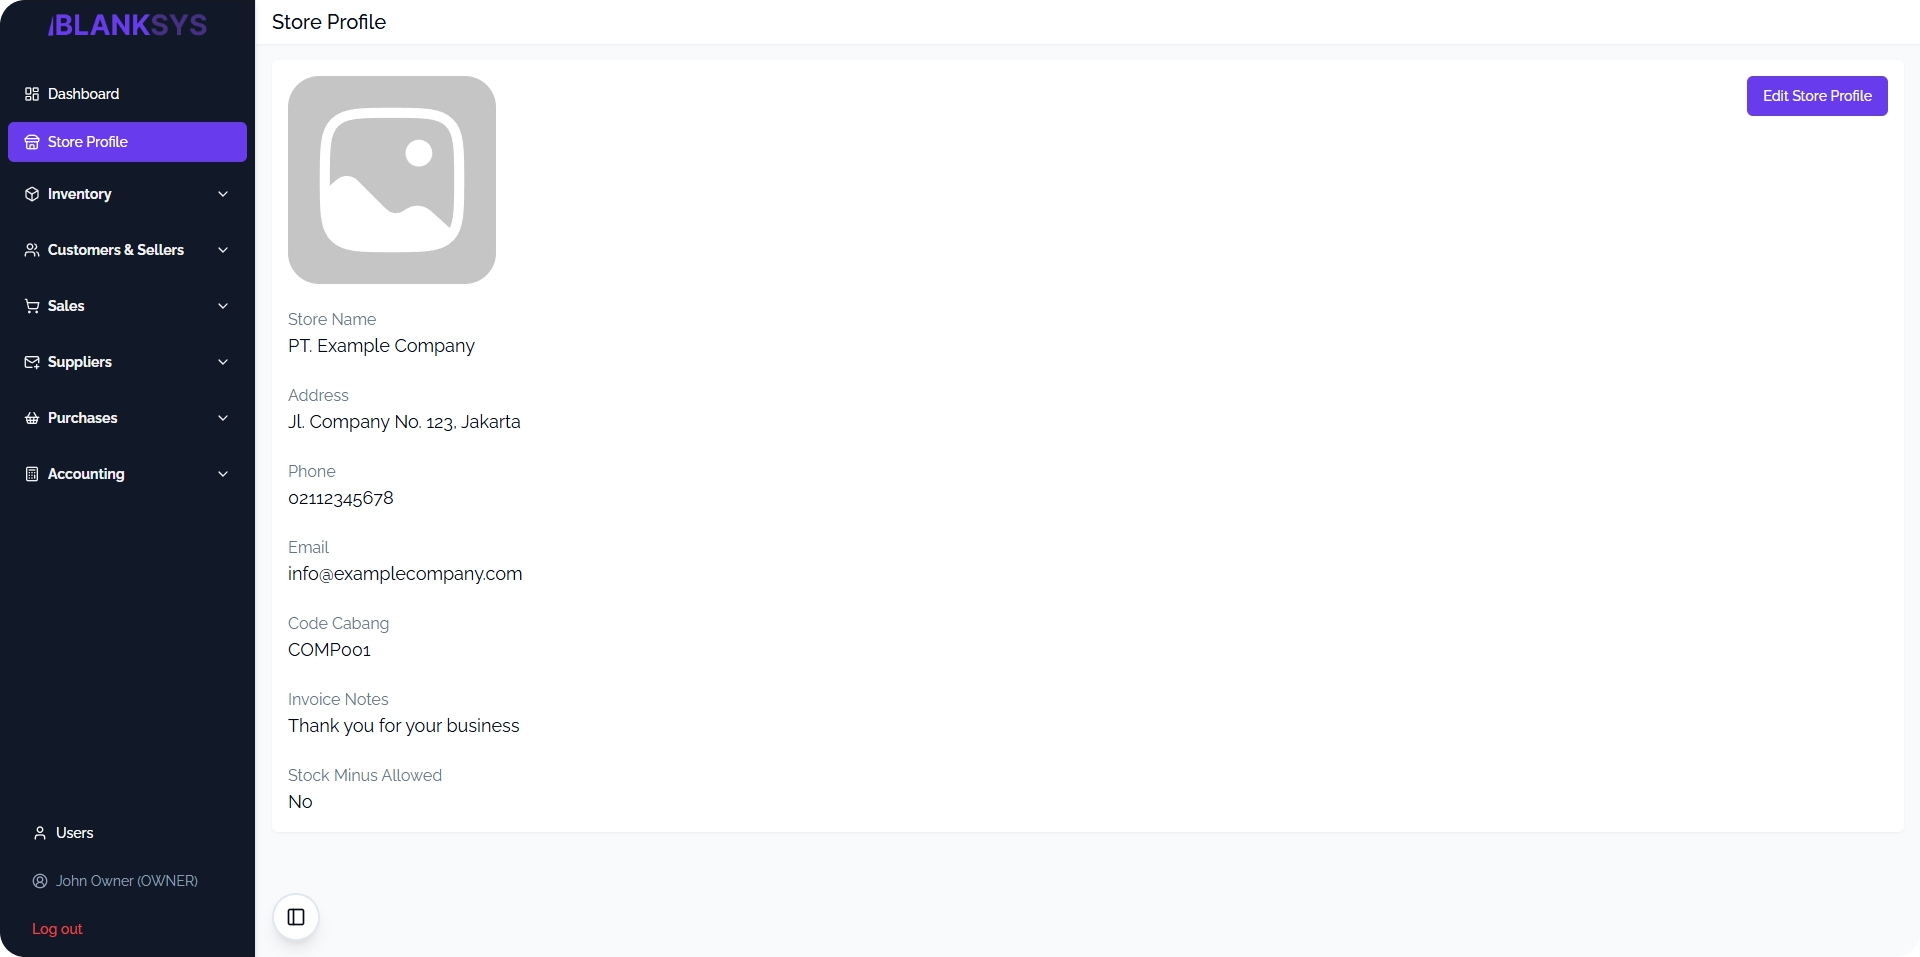 BLANKSYS
Dashboard
Store Profile
Inventory
Customers & Sellers
Sales
Suppliers
Purchases
Accounting
Users
John Owner (OWNER)
Log out
Store Profile
Edit Store Profile
Store Name
PT. Example Company
Address
Jl. Company No. 123, Jakarta
Phone
02112345678
Email
info@examplecompany.com
Code Cabang
COMP001
Invoice Notes
Thank you for your business
Stock Minus Allowed
No